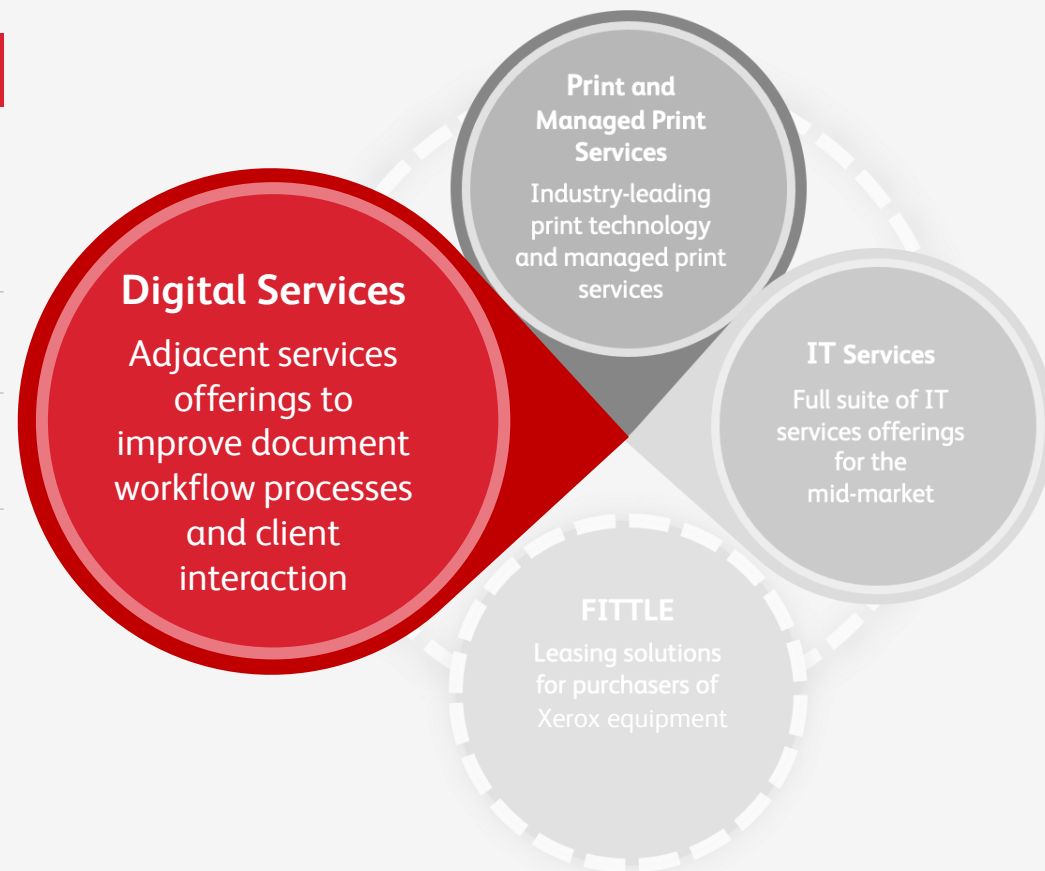 Print and
Managed Print
Services
Industry-leading
print technology
and managed print
services
Digital Services
Adjacent services
offerings to
improve document
workflow processes
and client
interaction
IT Services
Full suite of IT
services offerings
for the
mid-market
FITTLE
Leasing solutions
for purchasers of
Xerox equipment